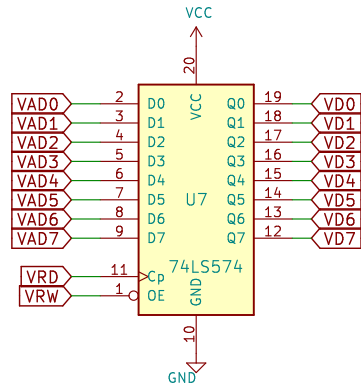 VCC
20
VCC
VAD0 2 D0 Q0 19 VD0
VAD1 3 D1 Q1 18 VD1
VAD2 4 D2 Q2 17 VD2
VAD3 5 D3 Q3 16 VD3
VAD4 6 D4 Q4 15 VD4
VAD5 7 D5 Q5 14 VD5
U7
VAD6 8 D6 Q6 13 VD6
VAD7 9 D7 Q7 12 VD7
74LS574
VRD 11 Cp
VRW 1 OE
GND
10
GND